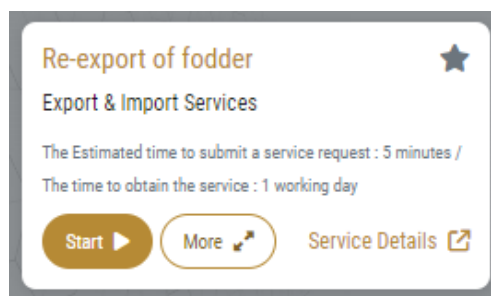 Re-export of fodder
Export & Import Services
The Estimated time to submit a service request : 5 minutes /
The time to obtain the service : 1 working day
Start More Service Details